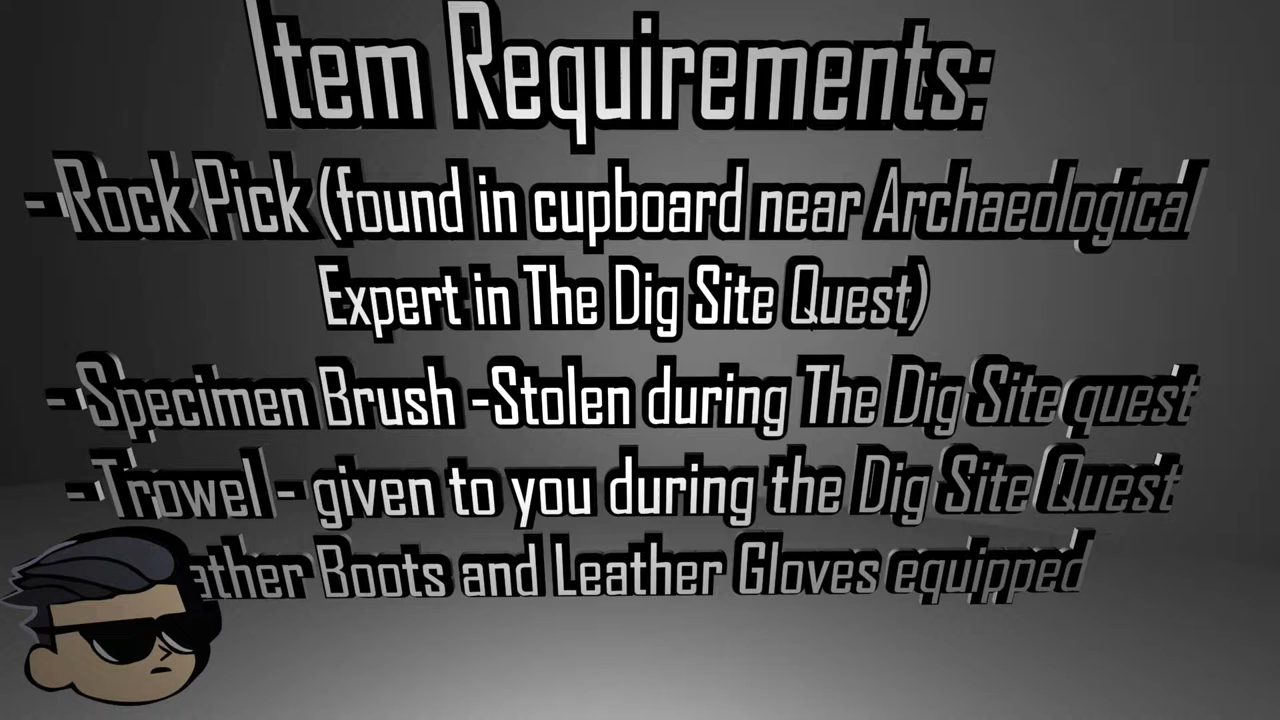 Item Requirements:
-Rock Pick (found in cupboard near Archaeological
Expert in The Dig Site Quest)
-Specimen Brush -Stolen during The Dig Site quest
-Trowel - given to you during the Dig Site Quest
Boots and Leather Gloves equipped